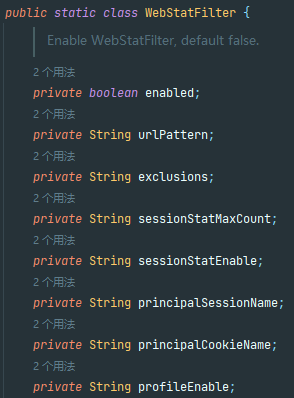 public static class WebStatFilter {
Enable WebStatFilter, default false.
2 个用法
private boolean enabled;
2 个用法
private String urlPattern;
2 个用法
private String exclusions;
2 个用法
private String sessionStatMaxCount;
2 个用法
private String sessionStatEnable;
2 个用法
private String principalSessionName;
2 个用法
private String principalCookieName;
2 个用法
private String profileEnable;